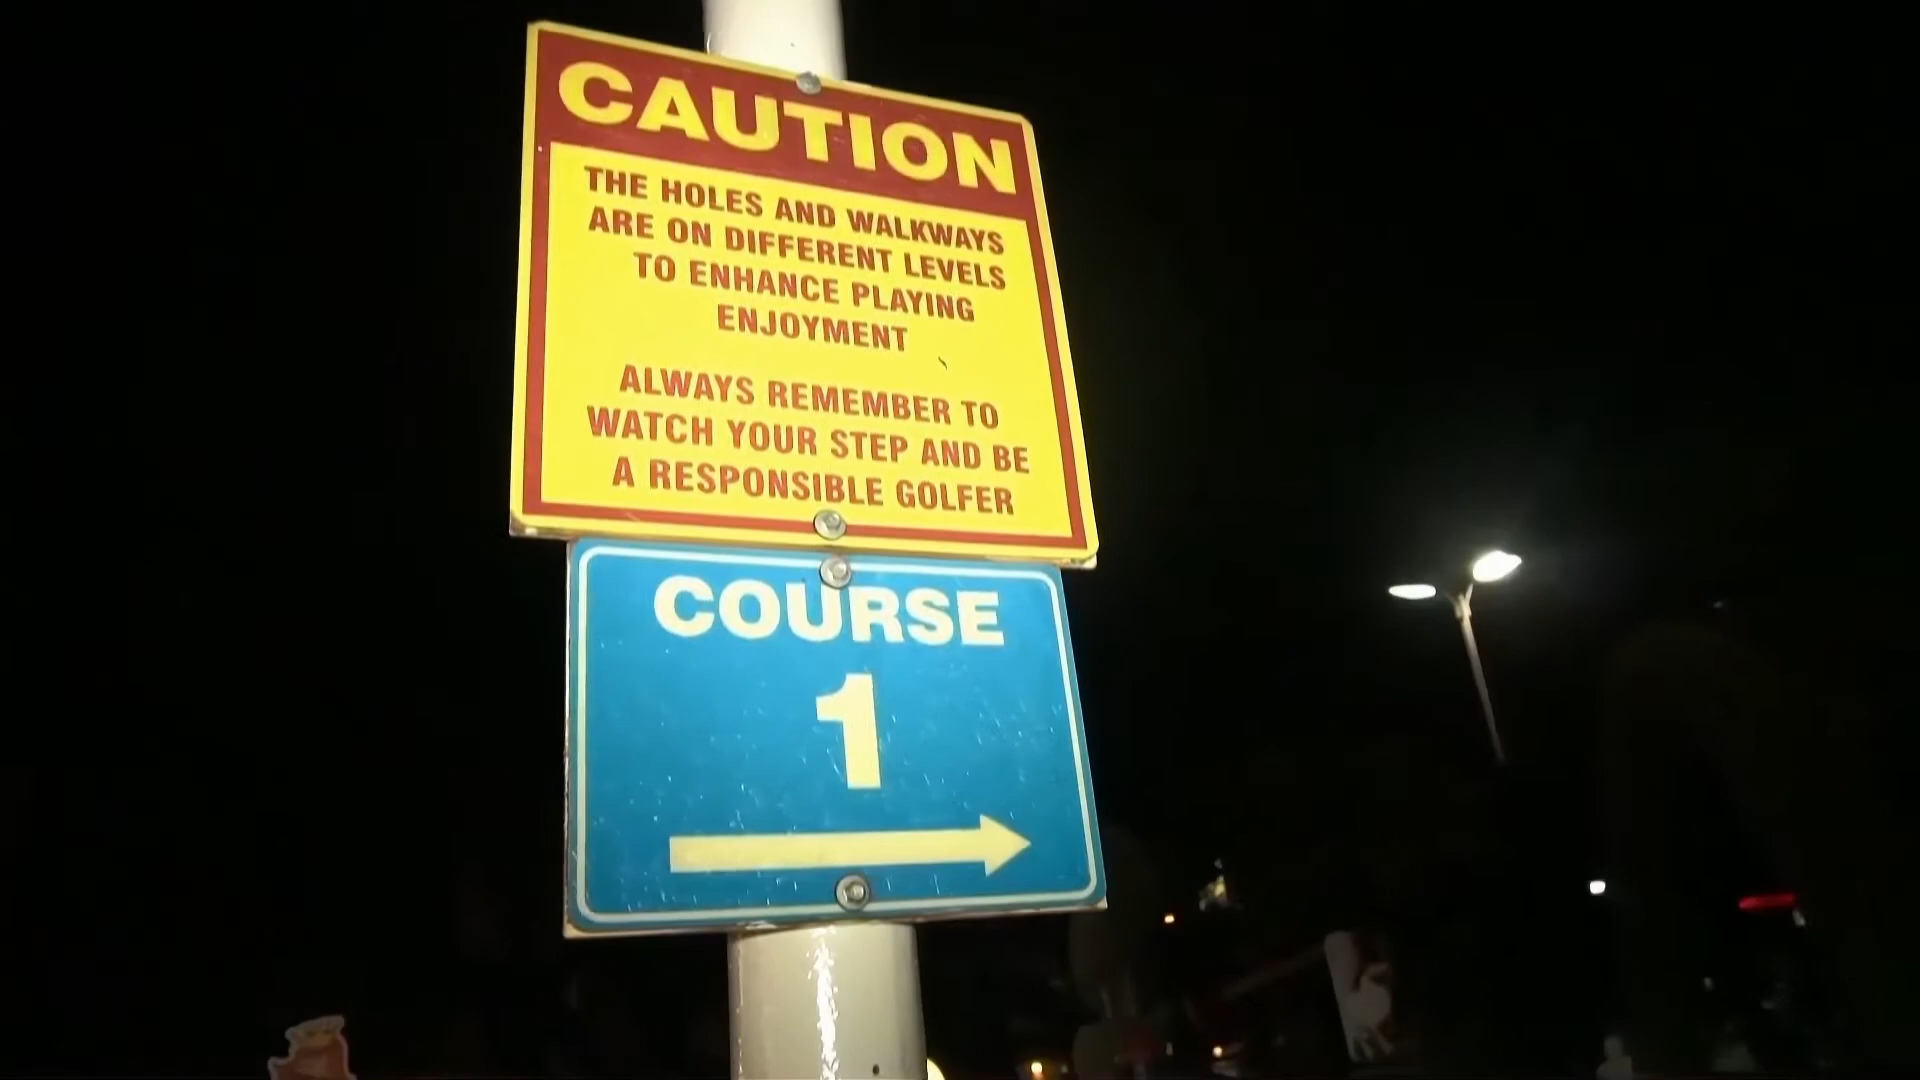 CAUTION
THE HOLES AND WALKWAYS
ARE ON DIFFERENT LEVELS
TO ENHANCE PLAYING
ENJOYMENT
ALWAYS REMEMBER TO
WATCH YOUR STEP AND BE
A RESPONSIBLE GOLFER
COURSE
1